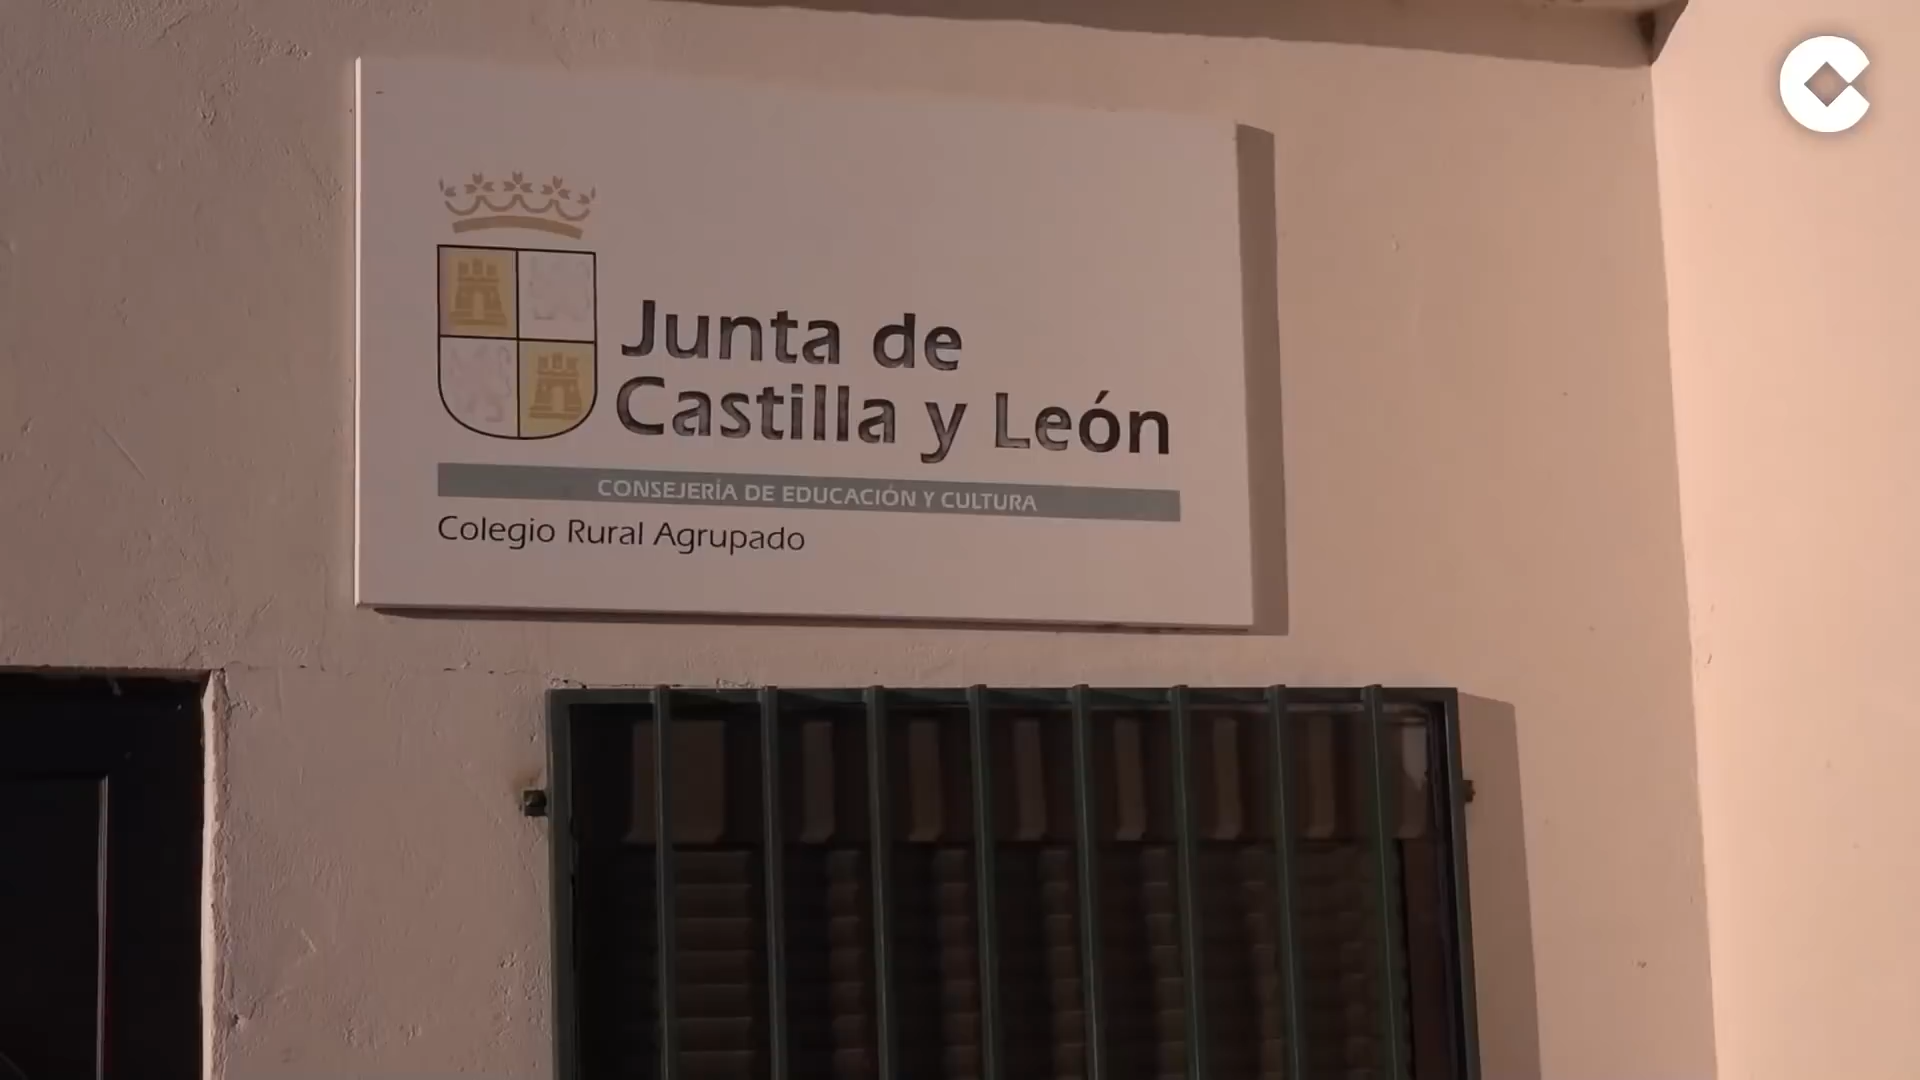 Junta de
Castilla y León
CONSEJERÍA DE EDUCACIÓN Y CULTURA
Colegio Rural Agrupado